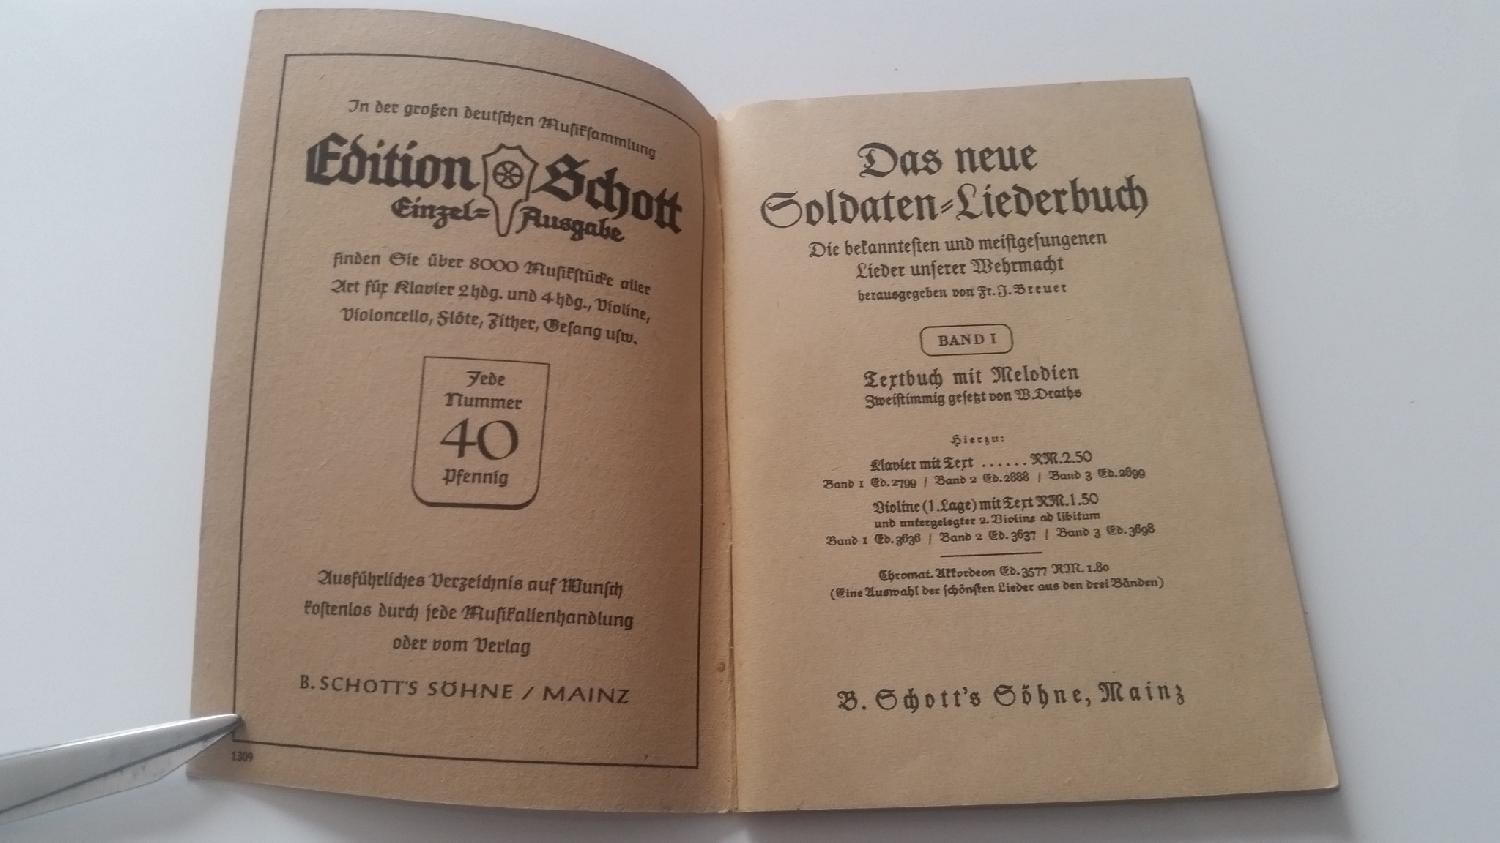 In der großen deutschen Musiksammlung
Edition Schott
Einzel-Ausgabe
finden Sie über 8000 Musikstücke aller
Art für Klavier 2 hdg. und 4 hdg., Violine,
Violoncello, Flöte, Zither, Gesang usw.
Jede
Nummer
40
Pfennig
Ausführliches Verzeichnis auf Wunsch
kostenlos durch jede Musikalienhandlung
oder vom Verlag
B. SCHOTT'S SÖHNE / MAINZ
1309
Das neue
Soldaten-Liederbuch
Die bekanntesten und meistgesungenen
Lieder unserer Wehrmacht
herausgegeben von Fr. J. Breuer
BAND I
Textbuch mit Melodien
Zweistimmig gesetzt von W. Draths
Hierzu:
Klavier mit Text ...... RM. 2.50
Band 1 Ed. 2799 / Band 2 Ed. 2888 / Band 3 Ed. 2899
Violine (1. Lage) mit Text RM. 1.50
und untergelegter 2. Violine ad libitum
Band 1 Ed. 3636 / Band 2 Ed. 3637 / Band 3 Ed. 3698
Chromat. Akkordeon Ed. 3577 RM. 1.80
(Eine Auswahl der schönsten Lieder aus den drei Bänden)
B. Schott's Söhne, Mainz